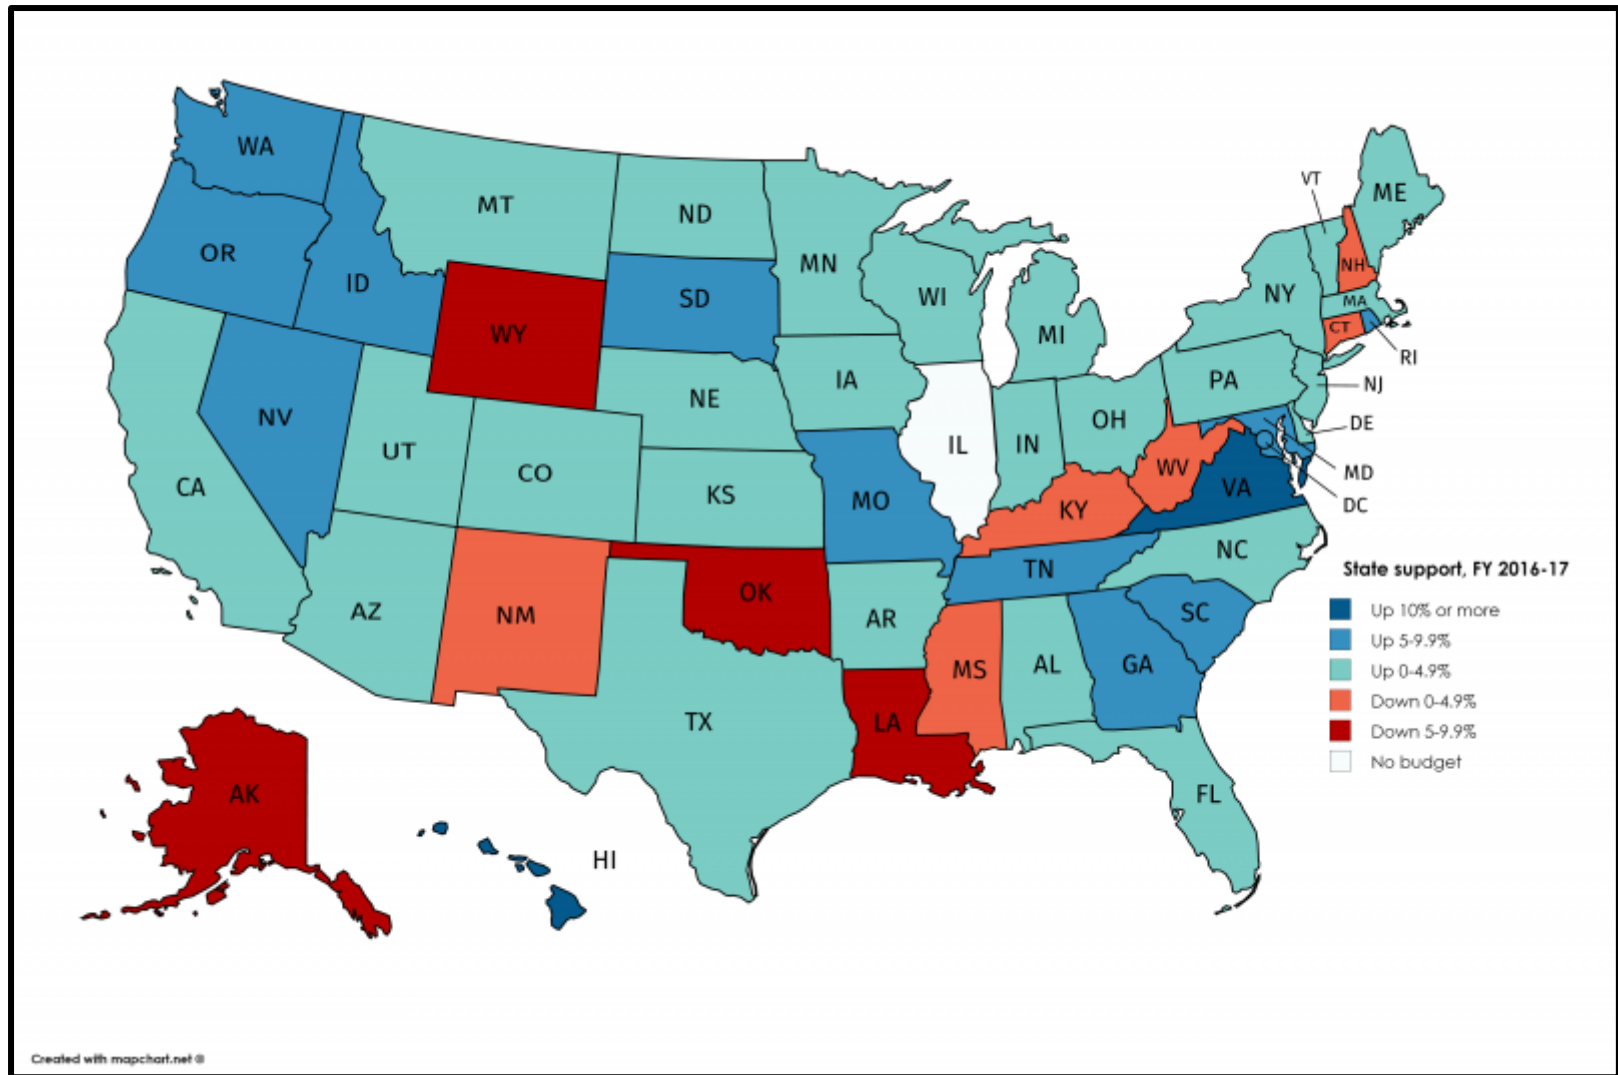 VT
ME
WA
MT
ND
OR
ID
MN
NH
SD
WI
NY
MA
WY
MI
CT
RI
IA
PA
NJ
NE
NV
OH
DE
UT
IL
IN
CO
WV
MD
CA
KS
MO
VA
DC
KY
NC
TN
State support, FY 2016-17
OK
AZ
NM
AR
SC
Up 10% or more
Up 5-9.9%
MS
AL
GA
Up 0-4.9%
Down 0-4.9%
TX
LA
Down 5-9.9%
No budget
AK
FL
HI
Created with mapchart.net ©